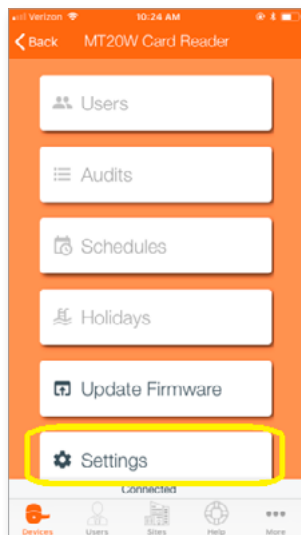 Verizon 10:24 AM
Back MT20W Card Reader
Users
Audits
Schedules
Holidays
Update Firmware
Settings
Connected
Devices Users Sites Help More